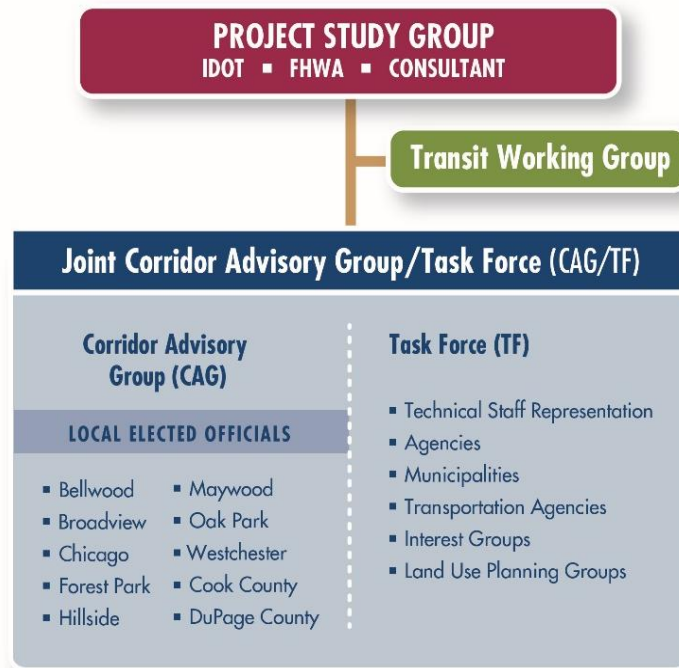 PROJECT STUDY GROUP
IDOT ▪ FHWA ▪ CONSULTANT
Transit Working Group
Joint Corridor Advisory Group/Task Force (CAG/TF)
Corridor Advisory
Group (CAG)
LOCAL ELECTED OFFICIALS
▪ Bellwood
▪ Broadview
▪ Chicago
▪ Forest Park
▪ Hillside
▪ Maywood
▪ Oak Park
▪ Westchester
▪ Cook County
▪ DuPage County
Task Force (TF)
▪ Technical Staff Representation
▪ Agencies
▪ Municipalities
▪ Transportation Agencies
▪ Interest Groups
▪ Land Use Planning Groups